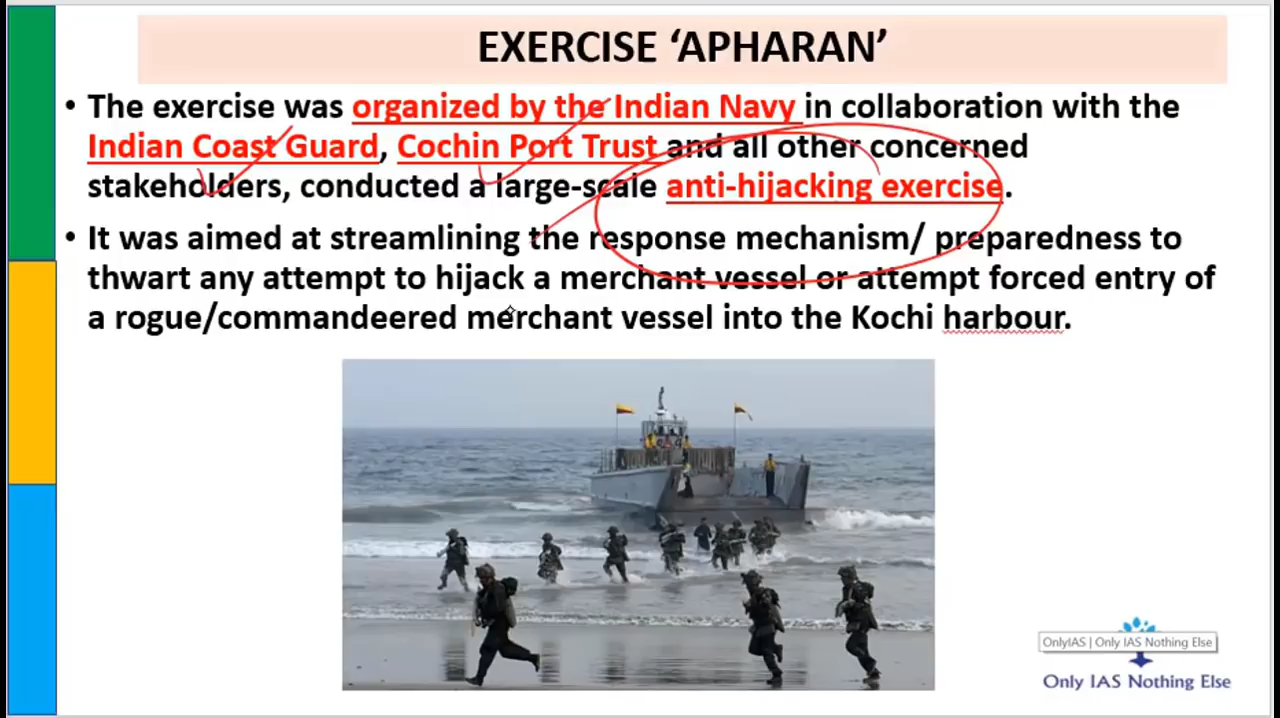 EXERCISE ‘APHARAN’
• The exercise was organized by the Indian Navy in collaboration with the
Indian Coast Guard, Cochin Port Trust and all other concerned
stakeholders, conducted a large-scale anti-hijacking exercise.
• It was aimed at streamlining the response mechanism/ preparedness to
thwart any attempt to hijack a merchant vessel or attempt forced entry of
a rogue/commandeered merchant vessel into the Kochi harbour.
OnlyIAS | Only IAS Nothing Else
Only IAS Nothing Else